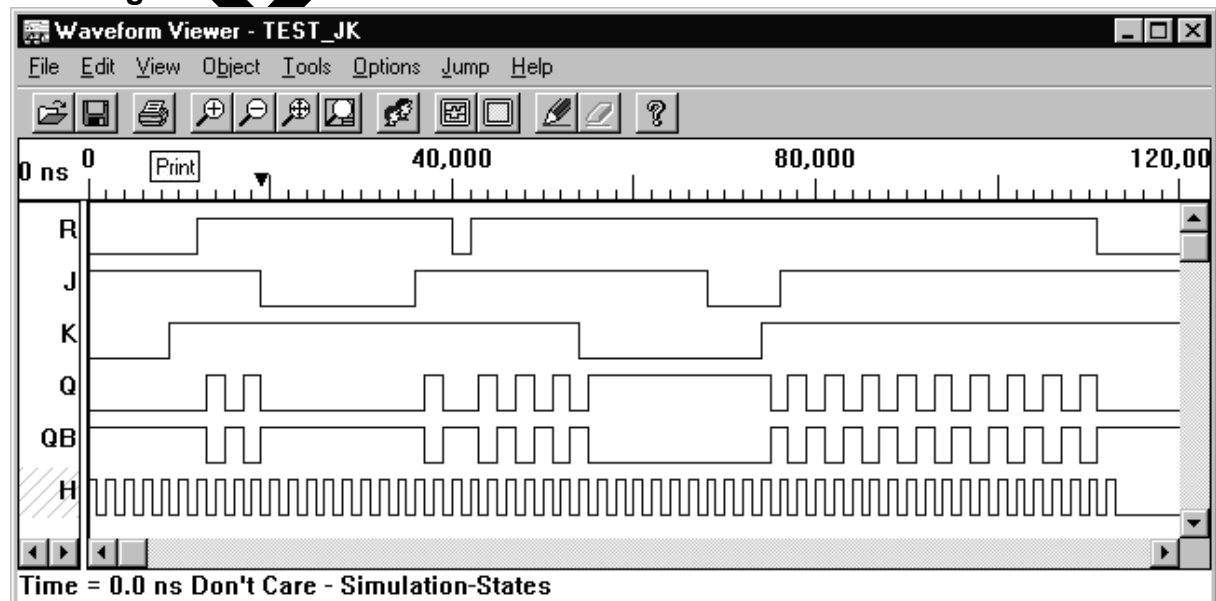 Waveform Viewer - TEST_JK
File Edit View Object Tools Options Jump Help
0 ns 0 Print 40,000 80,000 120,00
R
J
K
Q
QB
H
Time = 0.0 ns Don't Care - Simulation-States